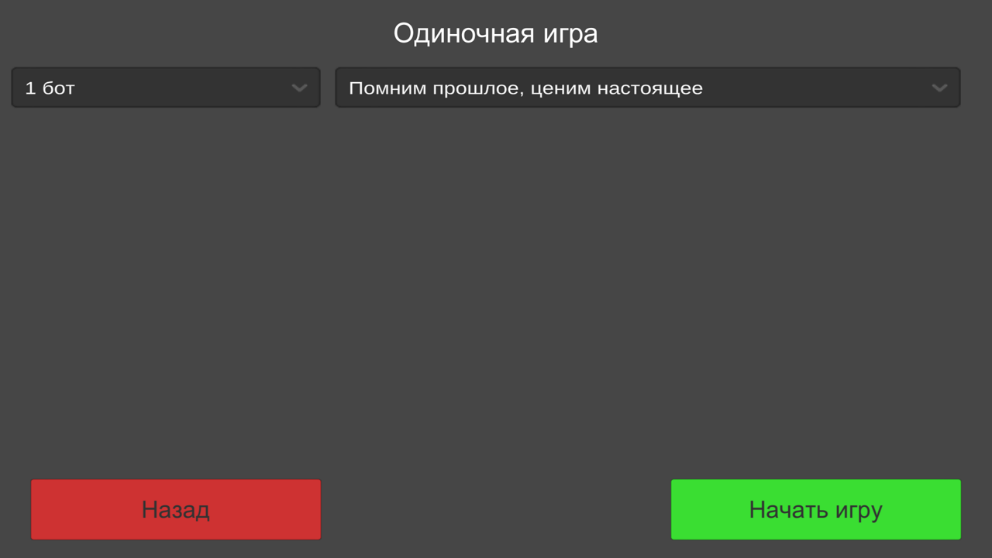 Одиночная игра
1 бот
Помним прошлое, ценим настоящее
Назад
Начать игру